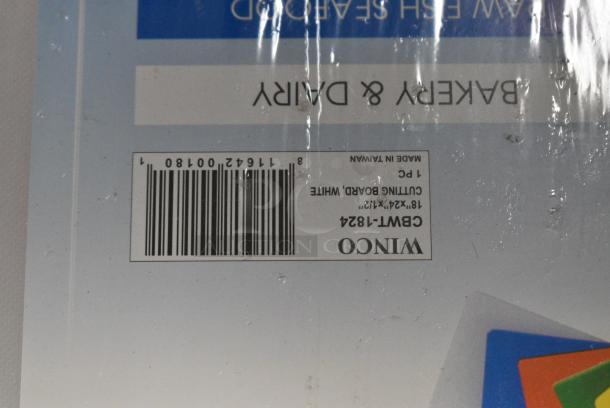 RAW FISH SEAFOOD
BAKERY & DAIRY
WINCO
CBWT-1824
18"x24"x1/2"
CUTTING BOARD, WHITE
1 PC
MADE IN TAIWAN
8 11642 00180 1